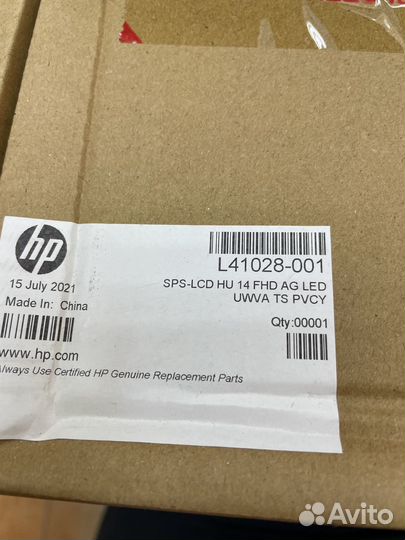 hp
15 July 2021
Made In: China
www.hp.com
Always Use Certified HP Genuine Replacement Parts
L41028-001
SPS-LCD HU 14 FHD AG LED
UWVA TS PVCY
Qty:00001
Avito